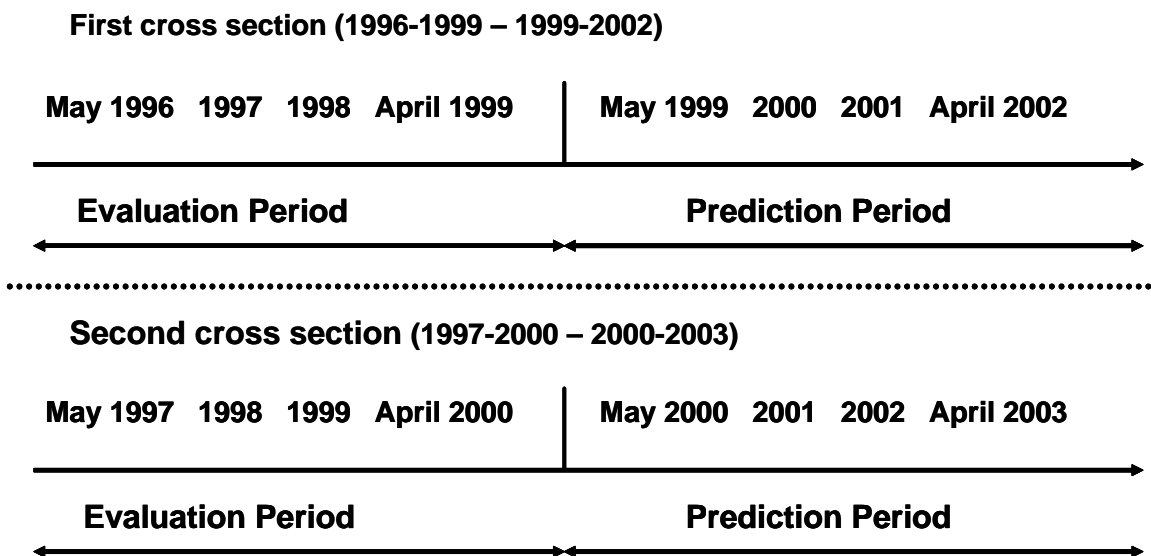 First cross section (1996-1999 – 1999-2002)
May 1996 1997 1998 April 1999 May 1999 2000 2001 April 2002
Evaluation Period Prediction Period
Second cross section (1997-2000 – 2000-2003)
May 1997 1998 1999 April 2000 May 2000 2001 2002 April 2003
Evaluation Period Prediction Period